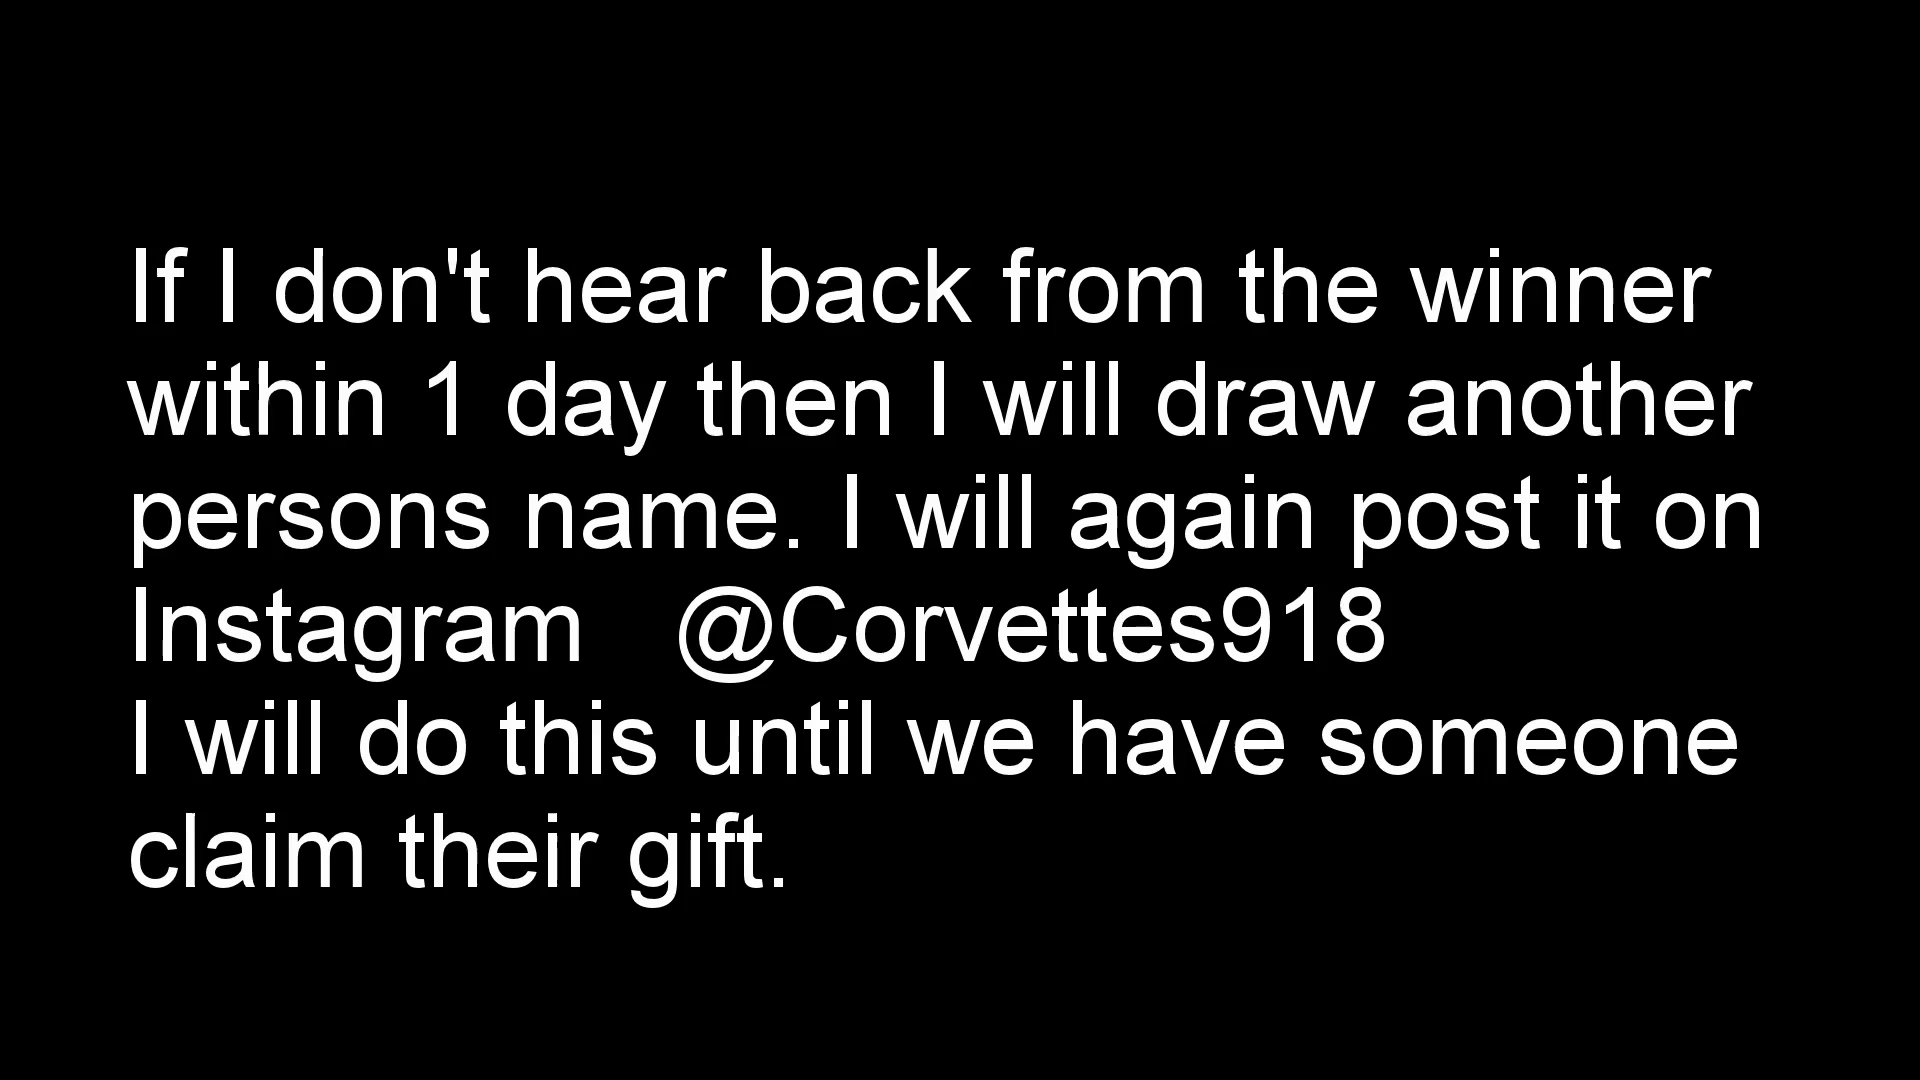 If I don't hear back from the winner
within 1 day then I will draw another
persons name. I will again post it on
Instagram   @Corvettes918
I will do this until we have someone
claim their gift.